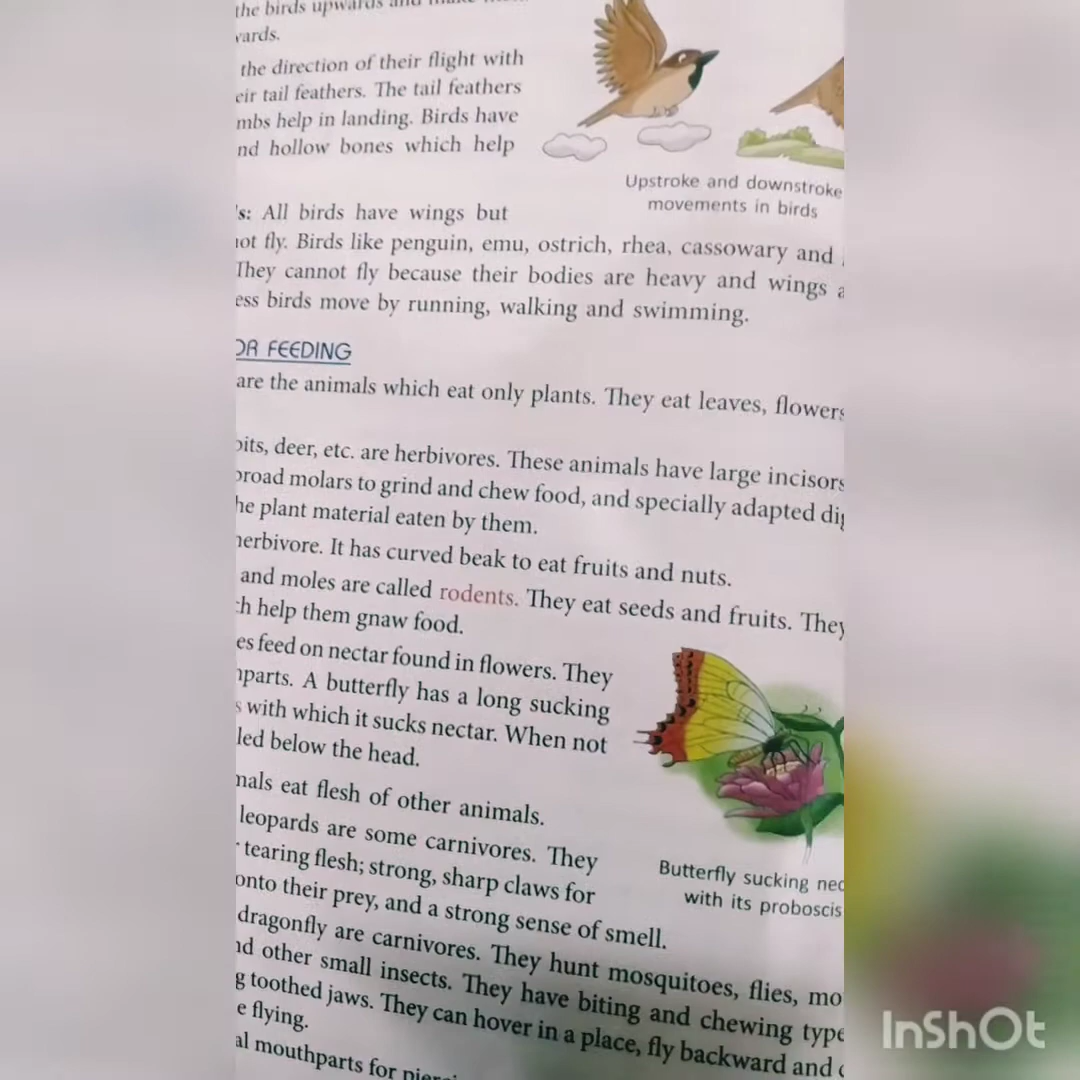 the birds upwards and make
wards.
the direction of their flight with
eir tail feathers. The tail feathers
mbs help in landing. Birds have
nd hollow bones which help
Upstroke and downstroke
movements in birds
's: All birds have wings but
not fly. Birds like penguin, emu, ostrich, rhea, cassowary and
They cannot fly because their bodies are heavy and wings a
ess birds move by running, walking and swimming.
OR FEEDING
are the animals which eat only plants. They eat leaves, flowers
bits, deer, etc. are herbivores. These animals have large incisors
broad molars to grind and chew food, and specially adapted dig
he plant material eaten by them.
herbivore. It has curved beak to eat fruits and nuts.
and moles are called rodents. They eat seeds and fruits. They
ch help them gnaw food.
es feed on nectar found in flowers. They
hparts. A butterfly has a long sucking
s with which it sucks nectar. When not
led below the head.
Butterfly sucking nec
with its proboscis
mals eat flesh of other animals.
leopards are some carnivores. They
tearing flesh; strong, sharp claws for
onto their prey, and a strong sense of smell.
dragonfly are carnivores. They hunt mosquitoes, flies, mo
nd other small insects. They have biting and chewing type
g toothed jaws. They can hover in a place, fly backward and
e flying.
al mouthparts for
InShOt